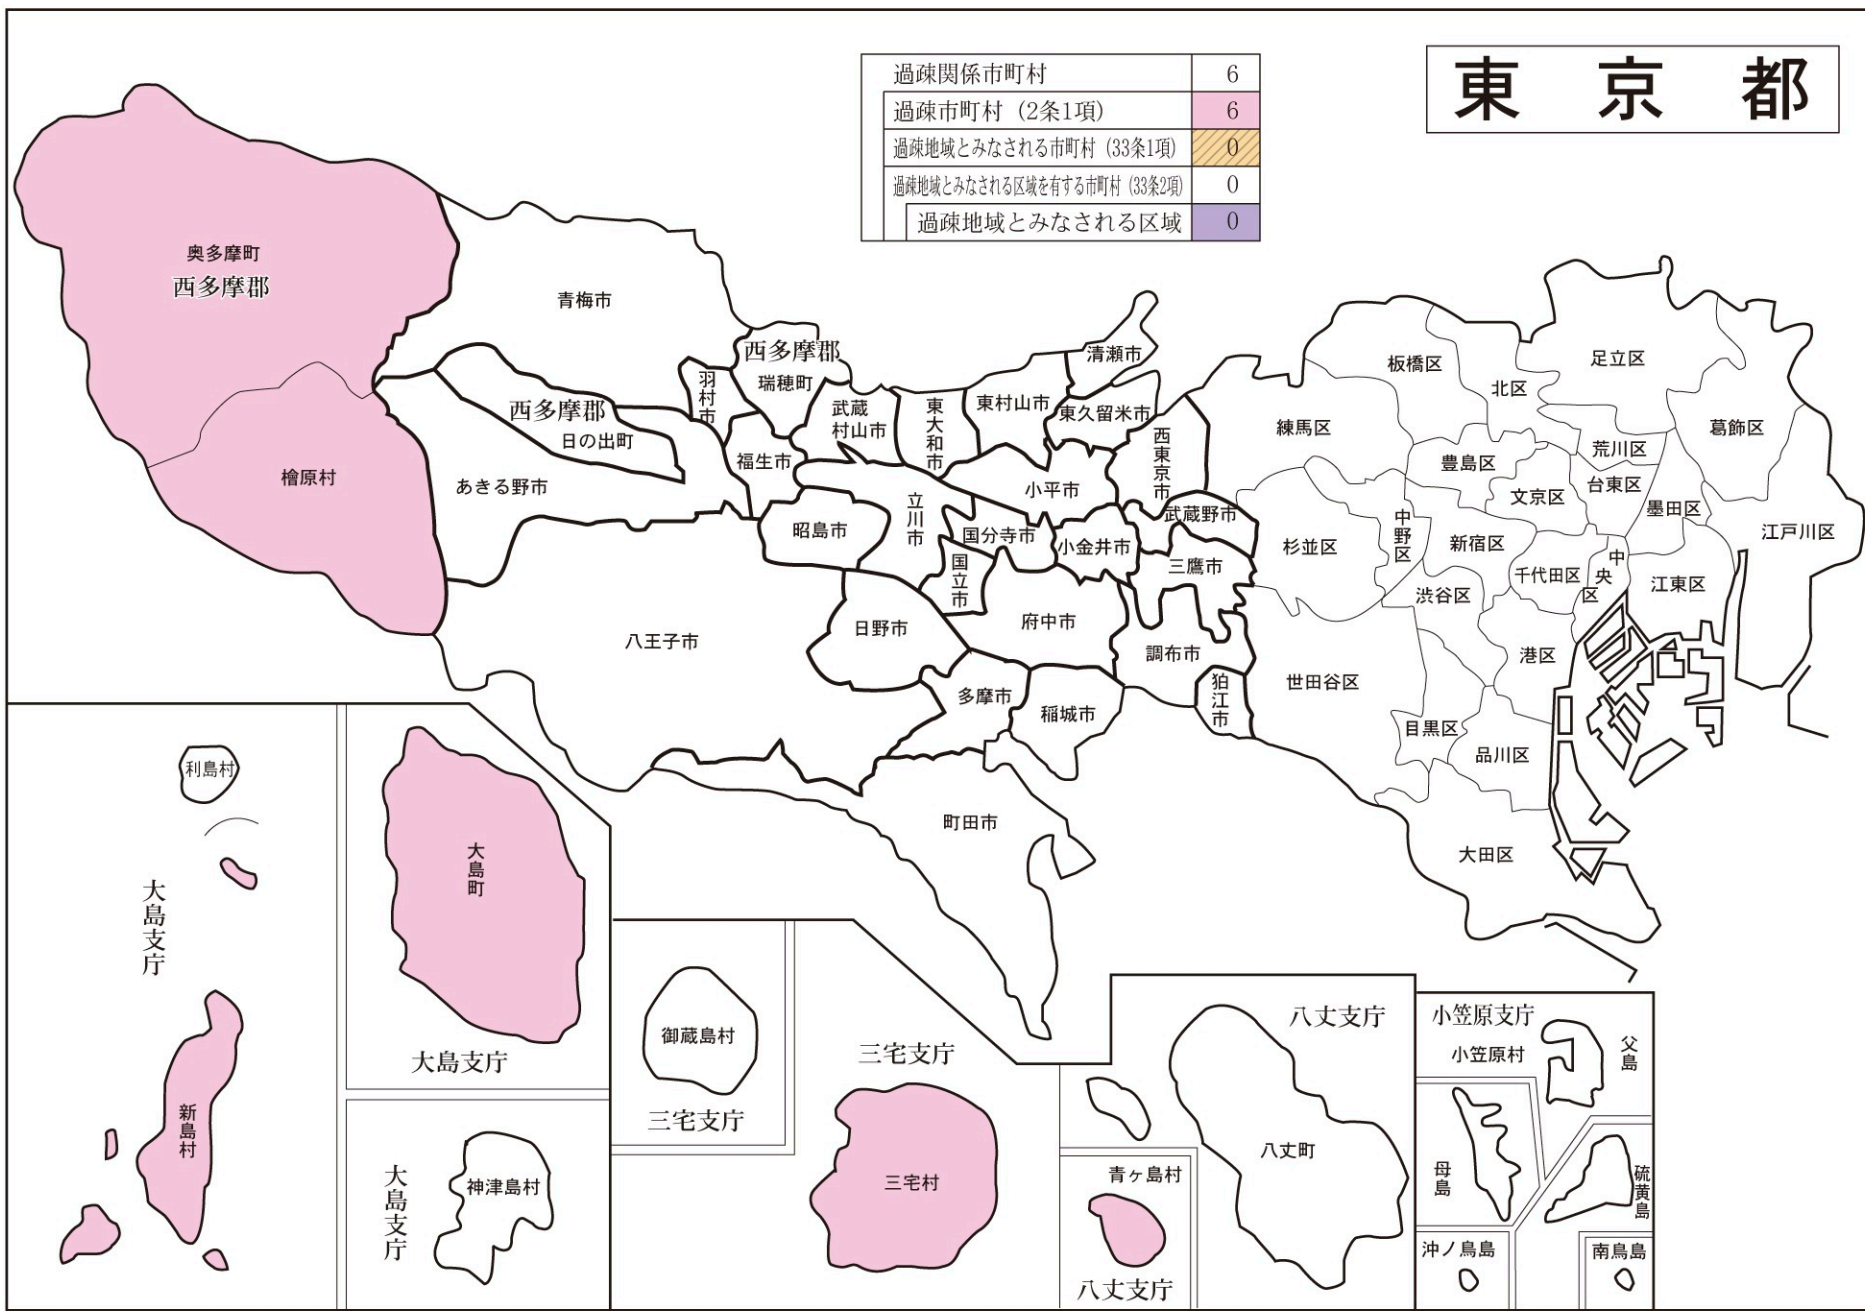 東京都
過疎関係市町村 6
過疎市町村（2条1項） 6
過疎地域とみなされる市町村（33条1項） 0
過疎地域とみなされる区域を有する市町村（33条2項） 0
過疎地域とみなされる区域 0
奥多摩町
西多摩郡
檜原村
青梅市
西多摩郡
日の出町
あきる野市
羽村市
西多摩郡
瑞穂町
福生市
武蔵
村山市
東大和市
東村山市
清瀬市
東久留米市
西東京市
小平市
昭島市
立川市
国分寺市
国立市
小金井市
武蔵野市
三鷹市
八王子市
日野市
府中市
調布市
狛江市
多摩市
稲城市
町田市
練馬区
板橋区
北区
足立区
葛飾区
荒川区
豊島区
文京区
台東区
墨田区
江戸川区
杉並区
中野区
新宿区
千代田区
中央区
江東区
渋谷区
港区
世田谷区
目黒区
品川区
大田区
利島村
大島支庁
新島村
大島町
大島支庁
神津島村
大島支庁
御蔵島村
三宅支庁
三宅支庁
三宅村
八丈支庁
八丈町
青ヶ島村
八丈支庁
小笠原支庁
小笠原村
父島
母島
硫黄島
沖ノ鳥島
南鳥島